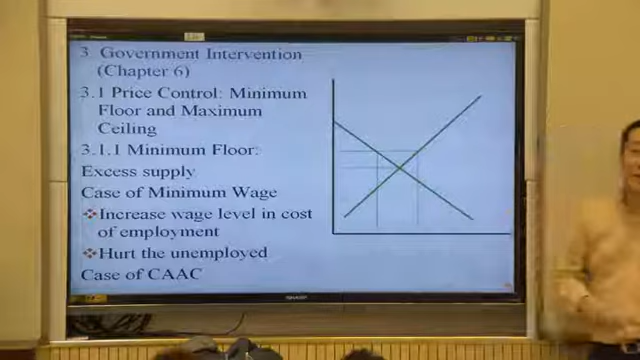 3. Government Intervention
(Chapter 6)
3.1 Price Control: Minimum
Floor and Maximum
Ceiling
3.1.1 Minimum Floor:
Excess supply
Case of Minimum Wage
Increase wage level in cost
of employment
Hurt the unemployed
Case of CAAC
SHARP